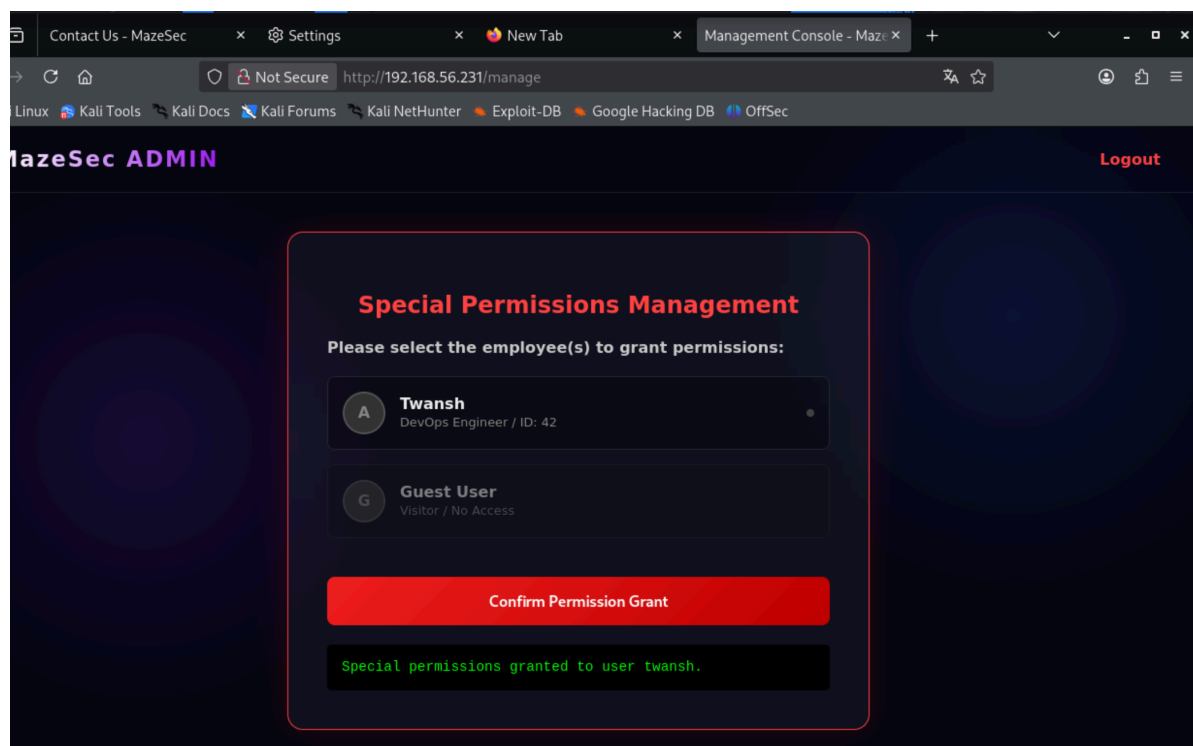 Contact Us - MazeSec
Settings
New Tab
Management Console - Maze
Not Secure http://192.168.56.231/manage
Linux Kali Tools Kali Docs Kali Forums Kali NetHunter Exploit-DB Google Hacking DB OffSec
MazeSec ADMIN
Logout
Special Permissions Management
Please select the employee(s) to grant permissions:
A
Twansh
DevOps Engineer / ID: 42
G
Guest User
Visitor / No Access
Confirm Permission Grant
Special permissions granted to user twansh.